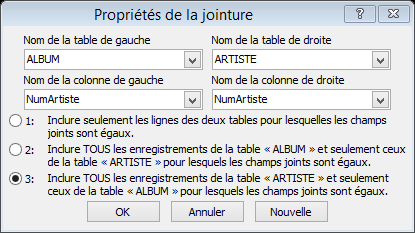 Propriétés de la jointure
Nom de la table de gauche Nom de la table de droite
ALBUM ARTISTE
Nom de la colonne de gauche Nom de la colonne de droite
NumArtiste NumArtiste
1: Inclure seulement les lignes des deux tables pour lesquelles les champs
joints sont égaux.
2: Inclure TOUS les enregistrements de la table « ALBUM » et seulement ceux
de la table « ARTISTE » pour lesquels les champs joints sont égaux.
3: Inclure TOUS les enregistrements de la table « ARTISTE » et seulement
ceux de la table « ALBUM » pour lesquels les champs joints sont égaux.
OK Annuler Nouvelle